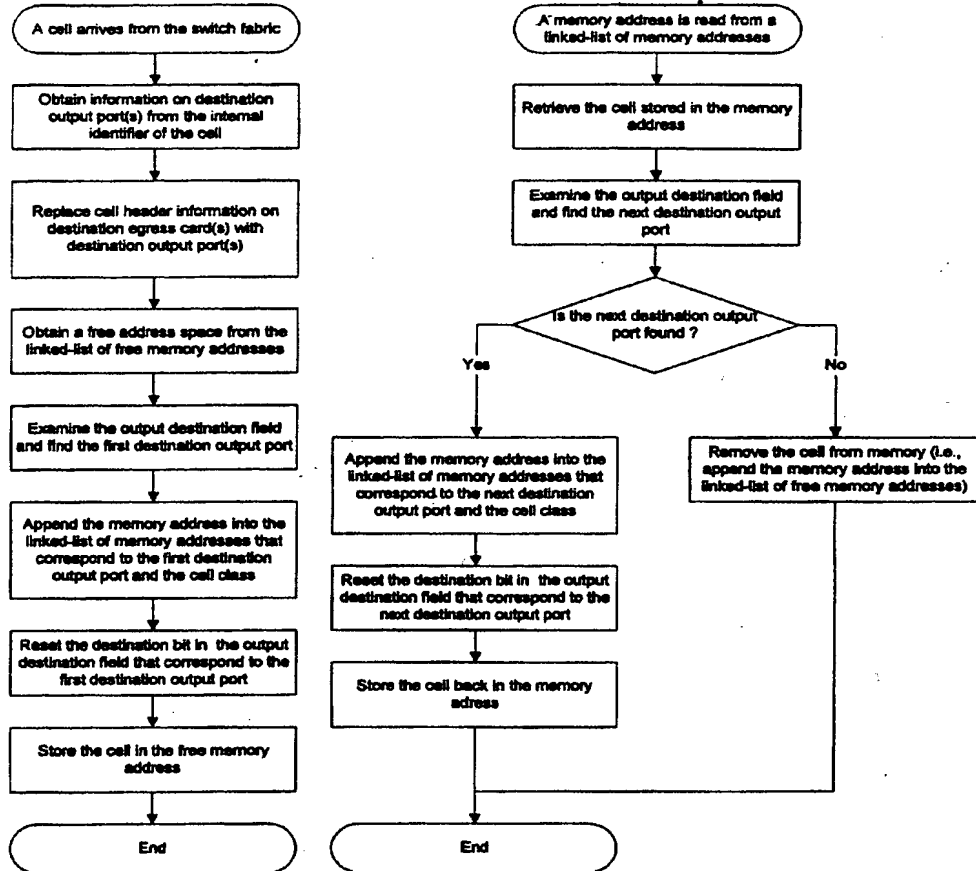 A cell arrives from the switch fabric
Obtain information on destination
output port(s) from the internal
identifier of the cell
Replace cell header information on
destination egress card(s) with
destination output port(s)
Obtain a free address space from the
linked-list of free memory addresses
Examine the output destination field
and find the first destination output port
Append the memory address into the
linked-list of memory addresses that
correspond to the first destination
output port and the cell class
Reset the destination bit in the output
destination field that correspond to the
first destination output port
Store the cell in the free memory
address
End
A memory address is read from a
linked-list of memory addresses
Retrieve the cell stored in the memory
address
Examine the output destination field
and find the next destination output
port
Is the next destination output
port found ?
Yes
No
Append the memory address into the
linked-list of memory addresses that
correspond to the next destination
output port and the cell class
Reset the destination bit in the output
destination field that correspond to the
next destination output port
Store the cell back in the memory
adress
Remove the cell from memory (i.e.,
append the memory address into the
linked-list of free memory addresses)
End